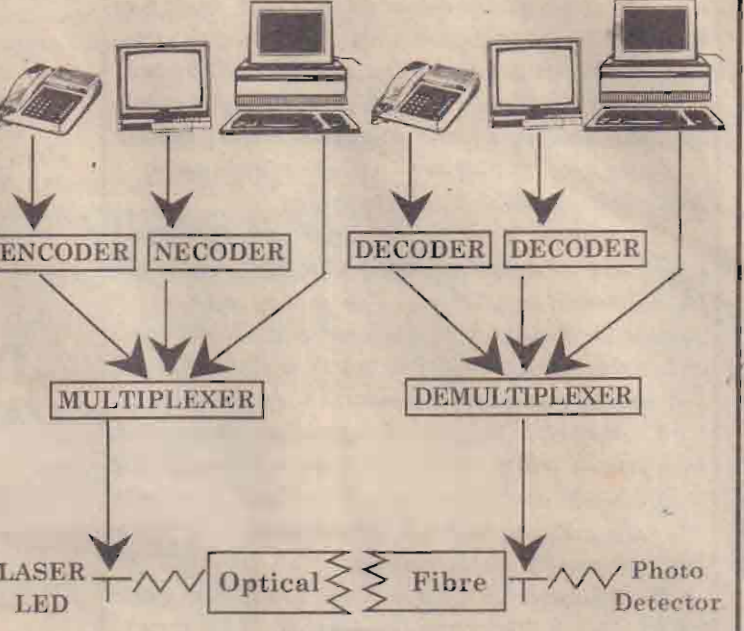 ENCODER NECODER DECODER DECODER
MULTIPLEXER DEMULTIPLEXER
LASER
LED
Optical Fibre
Photo
Detector